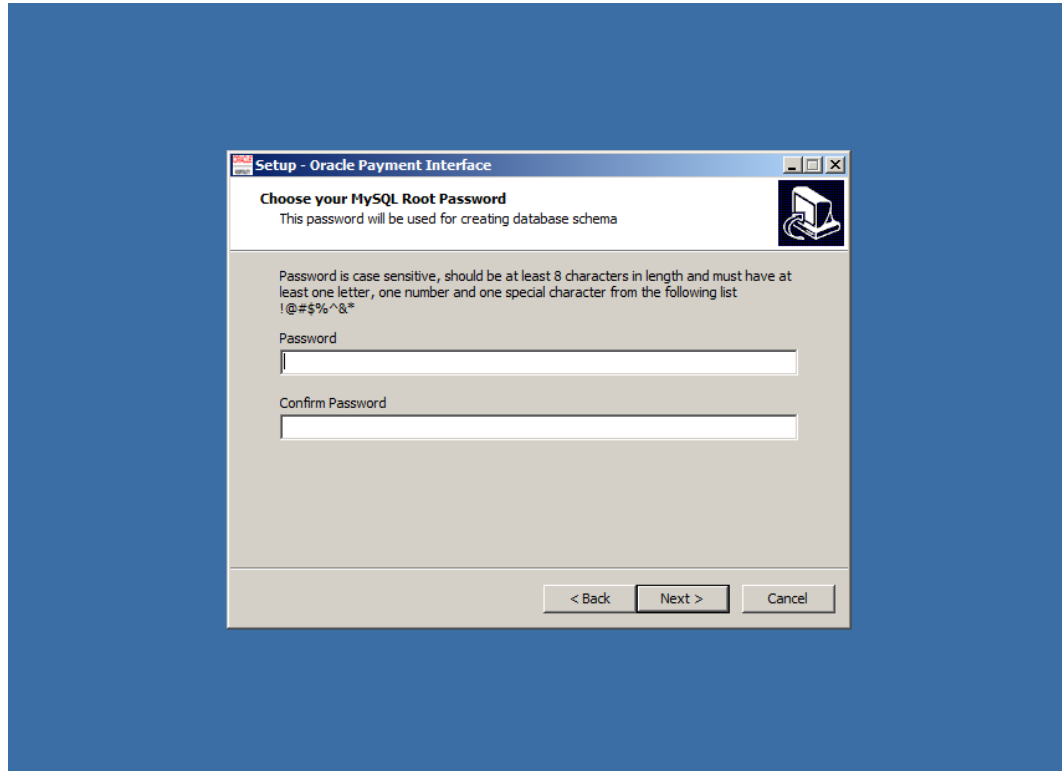 Setup - Oracle Payment Interface
Choose your MySQL Root Password
This password will be used for creating database schema
Password is case sensitive, should be at least 8 characters in length and must have at
least one letter, one number and one special character from the following list
!@#$%^&*
Password
Confirm Password
< Back Next > Cancel